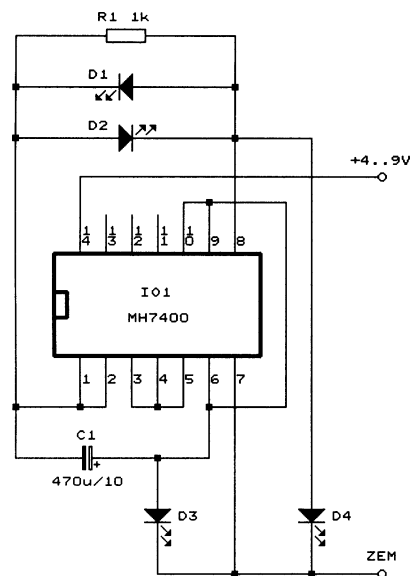 R1 1k
D1
D2
+4..9V
14 13 12 11 10 9 8
IO1
MH7400
1 2 3 4 5 6 7
C1
+
470u/10
D3 D4
ZEM